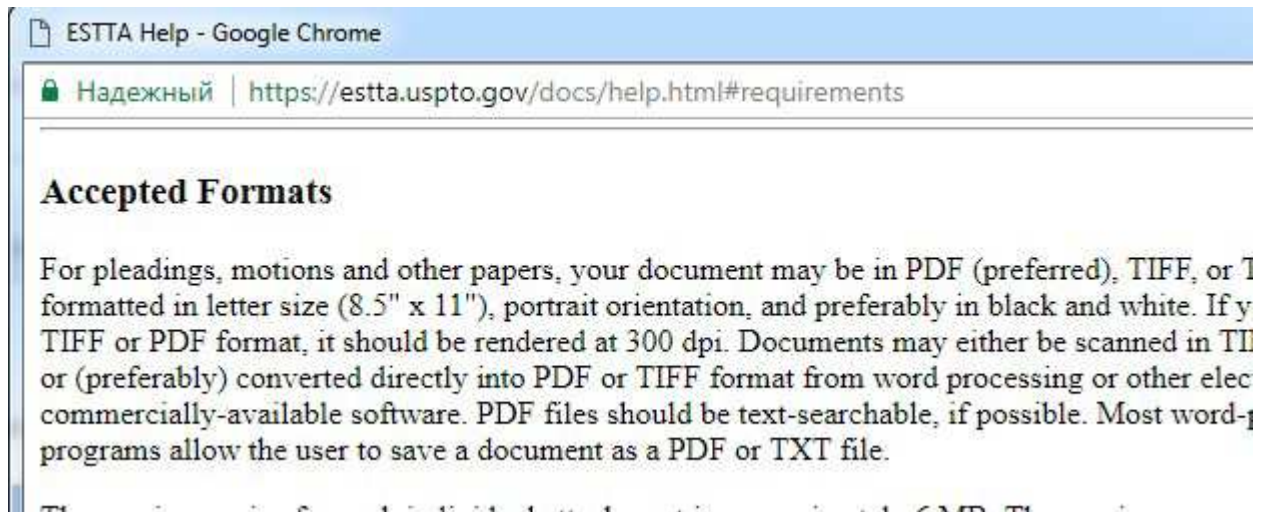 ESTTA Help - Google Chrome
Надежный | https://estta.uspto.gov/docs/help.html#requirements
Accepted Formats
For pleadings, motions and other papers, your document may be in PDF (preferred), TIFF, or
formatted in letter size (8.5" x 11"), portrait orientation, and preferably in black and white. If
TIFF or PDF format, it should be rendered at 300 dpi. Documents may either be scanned in
or (preferably) converted directly into PDF or TIFF format from word processing or other
commercially-available software. PDF files should be text-searchable, if possible. Most
programs allow the user to save a document as a PDF or TXT file.